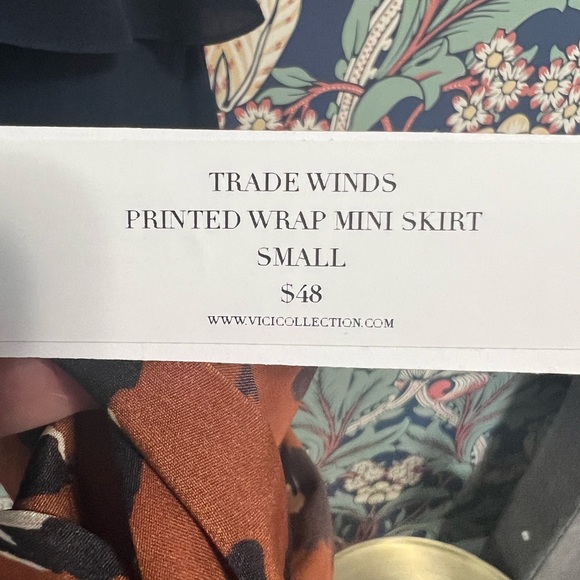 TRADE WINDS
PRINTED WRAP MINI SKIRT
SMALL
$48
WWW.VICICOLLECTION.COM